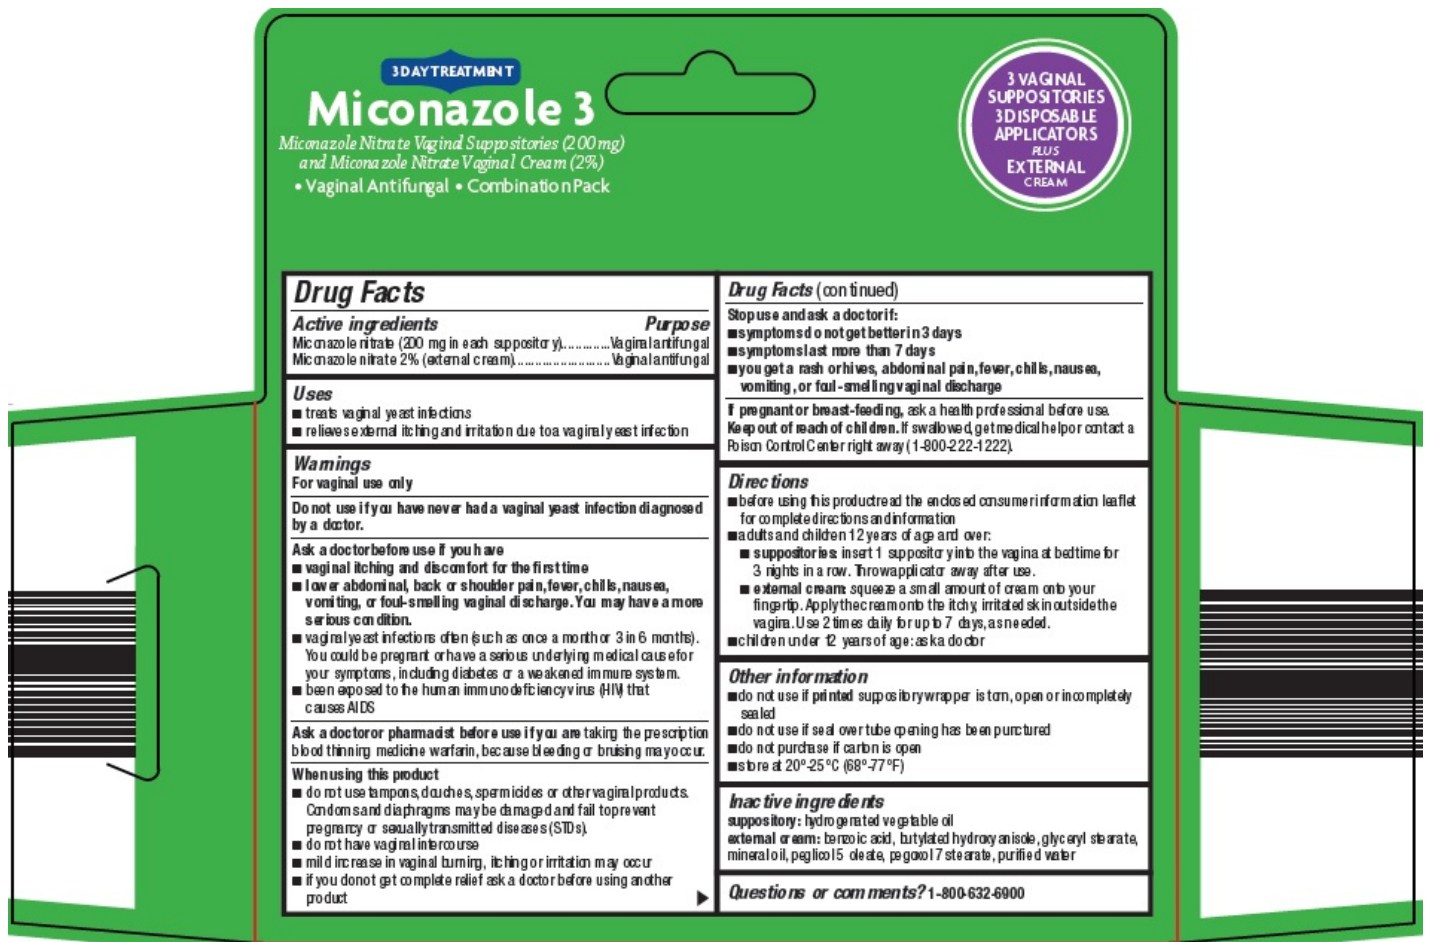 3 DAY TREATMENT
Miconazole 3
Miconazole Nitrate Vaginal Suppositories (200 mg)
and Miconazole Nitrate Vaginal Cream (2%)
• Vaginal Antifungal • Combination Pack
3 VAGINAL
SUPPOSITORIES
3 DISPOSABLE
APPLICATORS
PLUS
EXTERNAL
CREAM
Drug Facts
Active ingredients Purpose
Miconazole nitrate (200 mg in each suppository)............Vaginal antifungal
Miconazole nitrate 2% (external cream).........................Vaginal antifungal
Uses
■ treats vaginal yeast infections
■ relieves external itching and irritation due to a vaginal yeast infection
Warnings
For vaginal use only
Do not use if you have never had a vaginal yeast infection diagnosed
by a doctor.
Ask a doctor before use if you have
■ vaginal itching and discomfort for the first time
■ lower abdominal, back or shoulder pain, fever, chills, nausea,
vomiting, or foul-smelling vaginal discharge. You may have a more
serious condition.
■ vaginal yeast infections often (such as once a month or 3 in 6 months).
You could be pregnant or have a serious underlying medical cause for
your symptoms, including diabetes or a weakened immune system.
■ been exposed to the human immunodeficiency virus (HIV) that
causes AIDS
Ask a doctor or pharmacist before use if you are taking the prescription
blood thinning medicine warfarin, because bleeding or bruising may occur.
When using this product
■ do not use tampons, douches, spermicides or other vaginal products.
Condoms and diaphragms may be damaged and fail to prevent
pregnancy or sexually transmitted diseases (STDs).
■ do not have vaginal intercourse
■ mild increase in vaginal burning, itching or irritation may occur
■ if you do not get complete relief ask a doctor before using another
product
Drug Facts (continued)
Stop use and ask a doctor if:
■ symptoms do not get better in 3 days
■ symptoms last more than 7 days
■ you get a rash or hives, abdominal pain, fever, chills, nausea,
vomiting, or foul-smelling vaginal discharge
If pregnant or breast-feeding, ask a health professional before use.
Keep out of reach of children. If swallowed, get medical help or contact a
Poison Control Center right away (1-800-222-1222).
Directions
■ before using this product read the enclosed consumer information leaflet
for complete directions and information
■ adults and children 12 years of age and over:
■ suppositories: insert 1 suppository into the vagina at bedtime for
3 nights in a row. Throw applicator away after use.
■ external cream: squeeze a small amount of cream onto your
fingertip. Apply the cream onto the itchy, irritated skin outside the
vagina. Use 2 times daily for up to 7 days, as needed.
■ children under 12 years of age: ask a doctor
Other information
■ do not use if printed suppository wrapper is torn, open or incompletely
sealed
■ do not use if seal over tube opening has been punctured
■ do not purchase if carton is open
■ store at 20°-25°C (68°-77°F)
Inactive ingredients
suppository: hydrogenated vegetable oil
external cream: benzoic acid, butylated hydroxyanisole, glyceryl stearate,
mineral oil, peglicol 5 oleate, pegoxol 7 stearate, purified water
Questions or comments? 1-800-632-6900